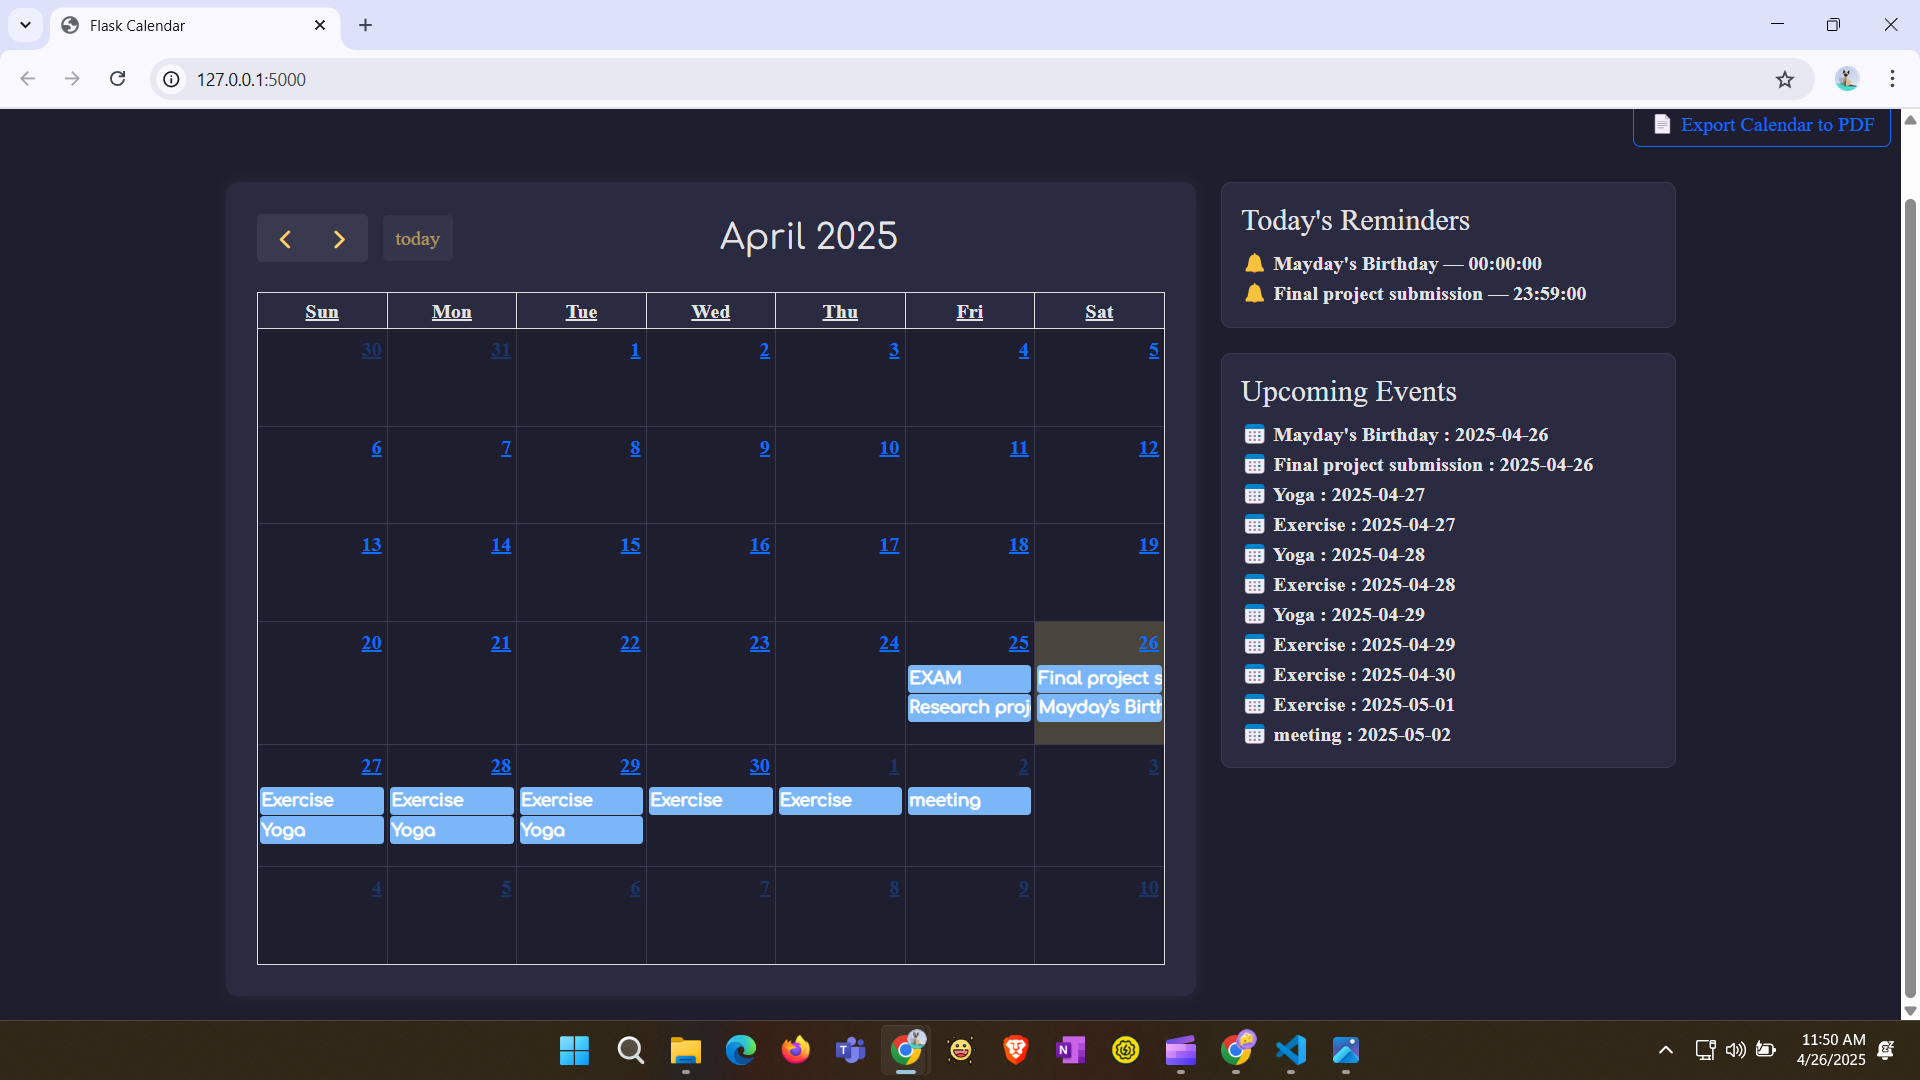 Flask Calendar
127.0.0.1:5000
Export Calendar to PDF
today
April 2025
Sun Mon Tue Wed Thu Fri Sat
30 31 1 2 3 4 5
6 7 8 9 10 11 12
13 14 15 16 17 18 19
20 21 22 23 24 25 26
EXAM Final project s
Research proj Mayday's Birth
27 28 29 30 1 2 3
Exercise Exercise Exercise Exercise Exercise meeting
Yoga Yoga Yoga
4 5 6 7 8 9 10
Today's Reminders
Mayday's Birthday — 00:00:00
Final project submission — 23:59:00
Upcoming Events
Mayday's Birthday : 2025-04-26
Final project submission : 2025-04-26
Yoga : 2025-04-27
Exercise : 2025-04-27
Yoga : 2025-04-28
Exercise : 2025-04-28
Yoga : 2025-04-29
Exercise : 2025-04-29
Exercise : 2025-04-30
Exercise : 2025-05-01
meeting : 2025-05-02
11:50 AM
4/26/2025